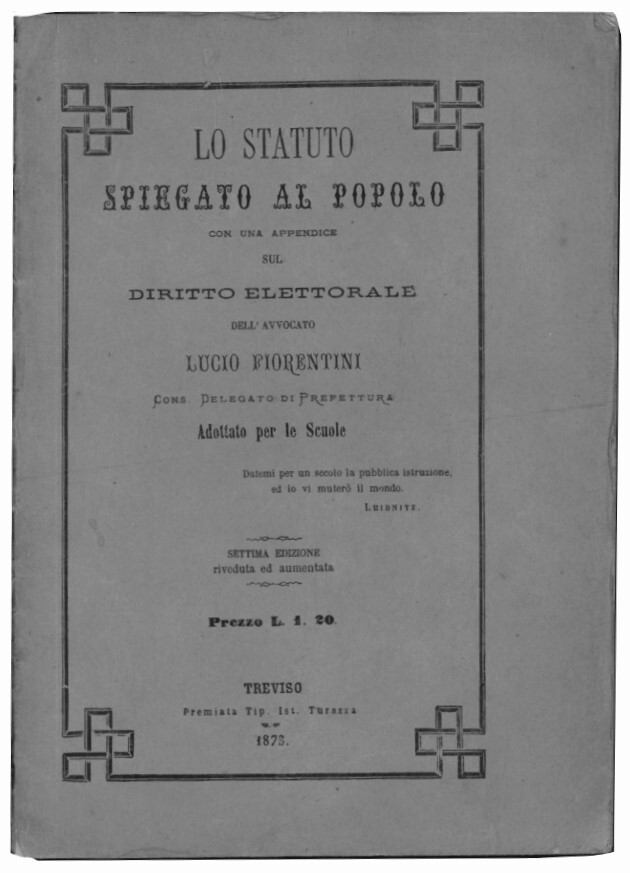 LO STATUTO
SPIEGATO AL POPOLO
CON UNA APPENDICE
SUL
DIRITTO ELETTORALE
DELL' AVVOCATO
LUCIO FIORENTINI
CONS. DELEGATO DI PREFETTURA
Adottato per le Scuole
Datemi per un secolo la pubblica istruzione,
ed io vi muterò il mondo.
LEIBNITZ.
SETTIMA EDIZIONE
riveduta ed aumentata
Prezzo L. 1. 20.
TREVISO
Premiata Tip. Ist. Turazza
1873.